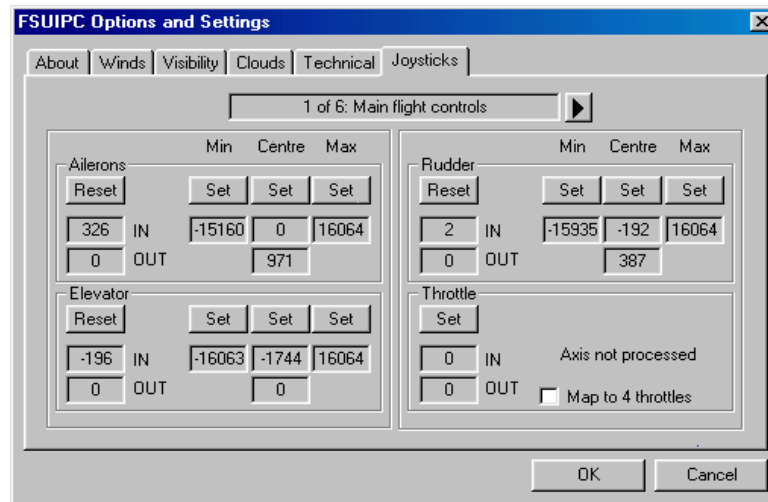 FSUIPC Options and Settings
About Winds Visibility Clouds Technical Joysticks
1 of 6: Main flight controls
Min Centre Max
Ailerons
Reset Set Set Set
326 IN -15160 0 16064
0 OUT 971
Elevator
Reset Set Set Set
-196 IN -16063 -1744 16064
0 OUT 0
Min Centre Max
Rudder
Reset Set Set Set
2 IN -15935 -192 16064
0 OUT 387
Throttle
Set
0 IN Axis not processed
0 OUT Map to 4 throttles
OK Cancel